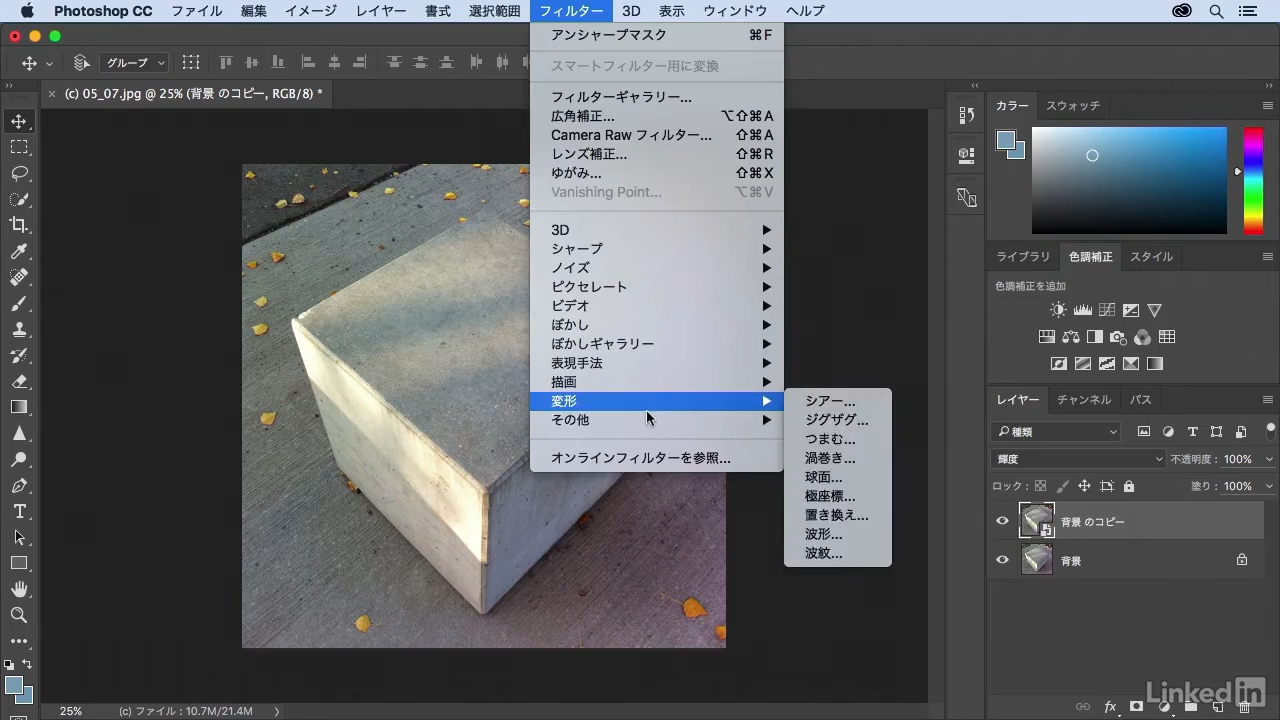 Photoshop CC ファイル 編集 イメージ レイヤー 書式 選択範囲 フィルター 3D 表示 ウィンドウ ヘルプ
グループ
(c) 05_07.jpg @ 25% (背景 のコピー, RGB/8) *
アンシャープマスク ⌘F
スマートフィルター用に変換
フィルターギャラリー...
広角補正... ⌥⇧⌘A
Camera Raw フィルター... ⇧⌘A
レンズ補正... ⇧⌘R
ゆがみ... ⇧⌘X
Vanishing Point... ⌥⌘V
3D
シャープ
ノイズ
ピクセレート
ビデオ
ぼかし
ぼかしギャラリー
表現手法
描画
変形
その他
オンラインフィルターを参照...
シアー...
ジグザグ...
つまむ...
渦巻き...
球面...
極座標...
置き換え...
波形...
波紋...
カラー スウォッチ
ライブラリ 色調補正 スタイル
色調補正を追加
レイヤー チャンネル パス
種類
輝度 不透明度: 100%
ロック: 塗り: 100%
背景 のコピー
背景
25% (c) ファイル : 10.7M/21.4M
Linked in